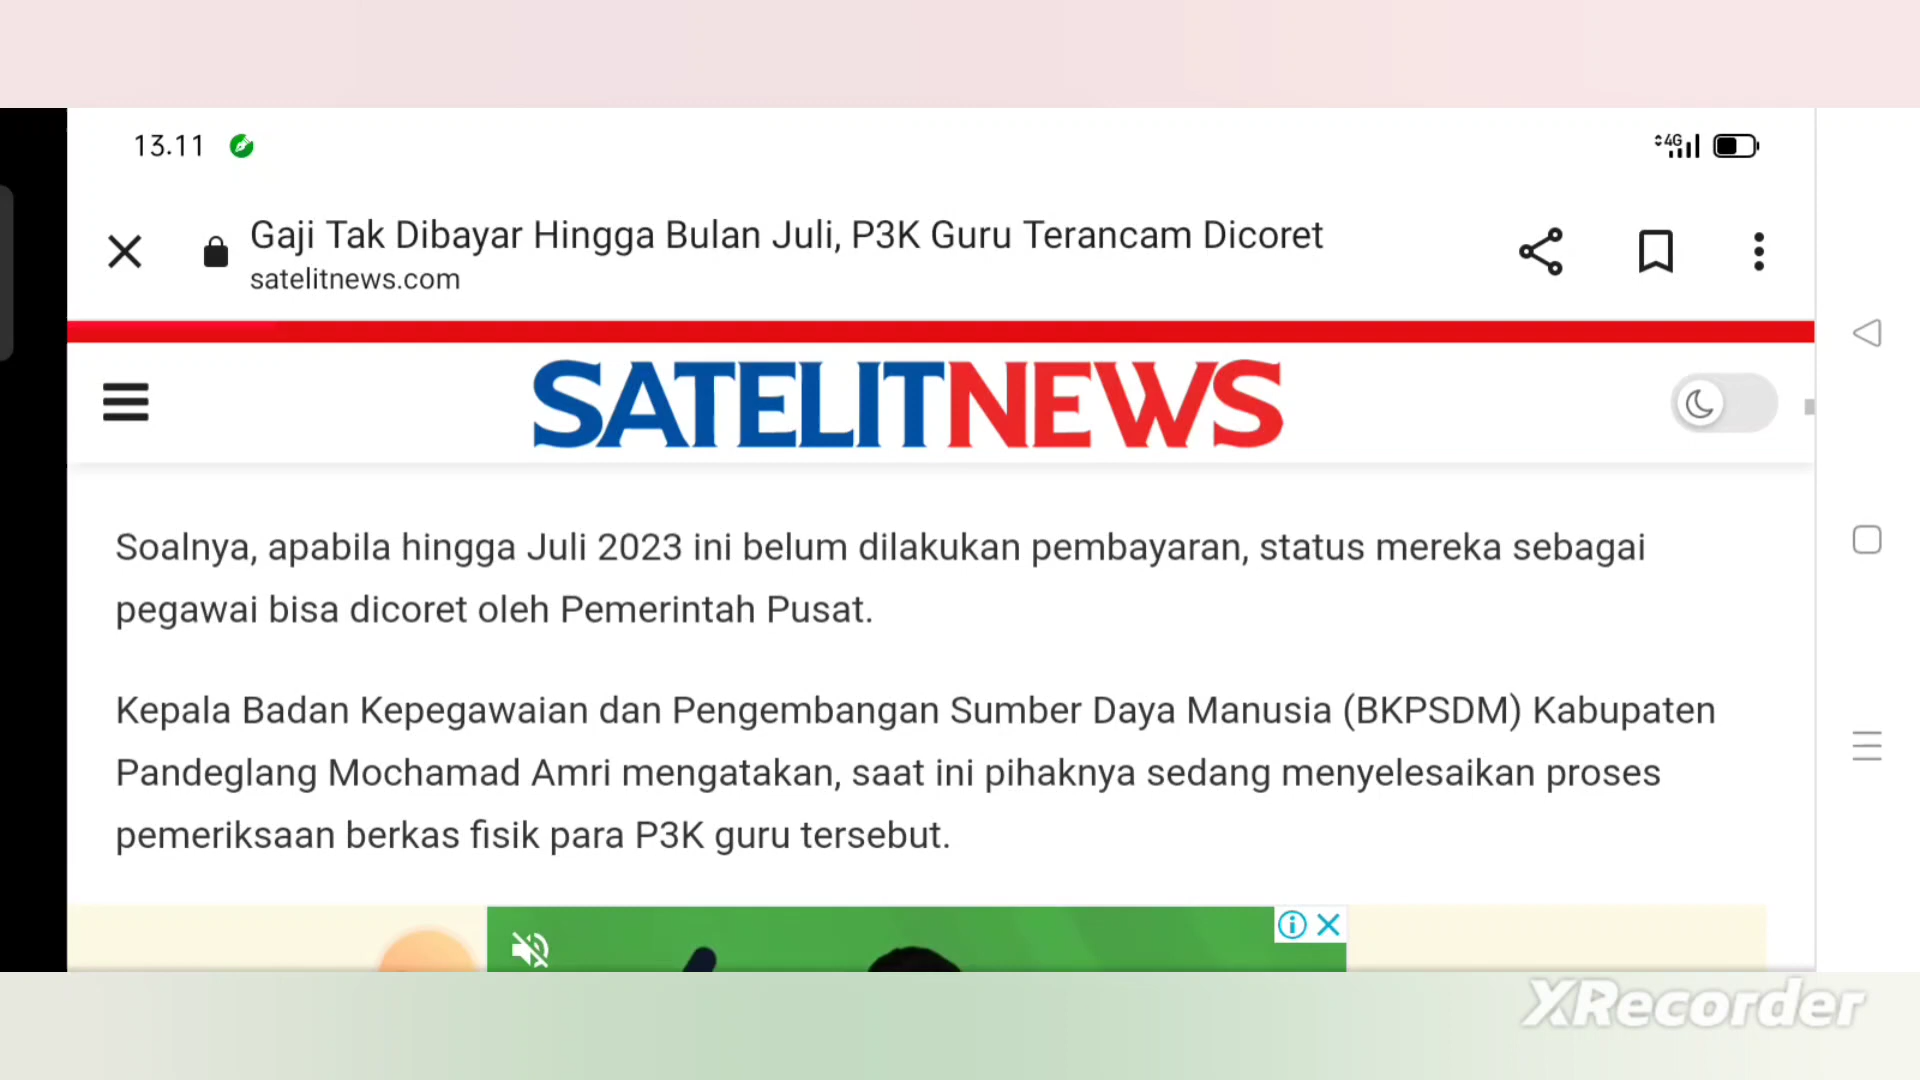 13.11
4G
Gaji Tak Dibayar Hingga Bulan Juli, P3K Guru Terancam Dicoret
satelitnews.com
SATELITNEWS
Soalnya, apabila hingga Juli 2023 ini belum dilakukan pembayaran, status mereka sebagai
pegawai bisa dicoret oleh Pemerintah Pusat.
Kepala Badan Kepegawaian dan Pengembangan Sumber Daya Manusia (BKPSDM) Kabupaten
Pandeglang Mochamad Amri mengatakan, saat ini pihaknya sedang menyelesaikan proses
pemeriksaan berkas fisik para P3K guru tersebut.
XRecorder